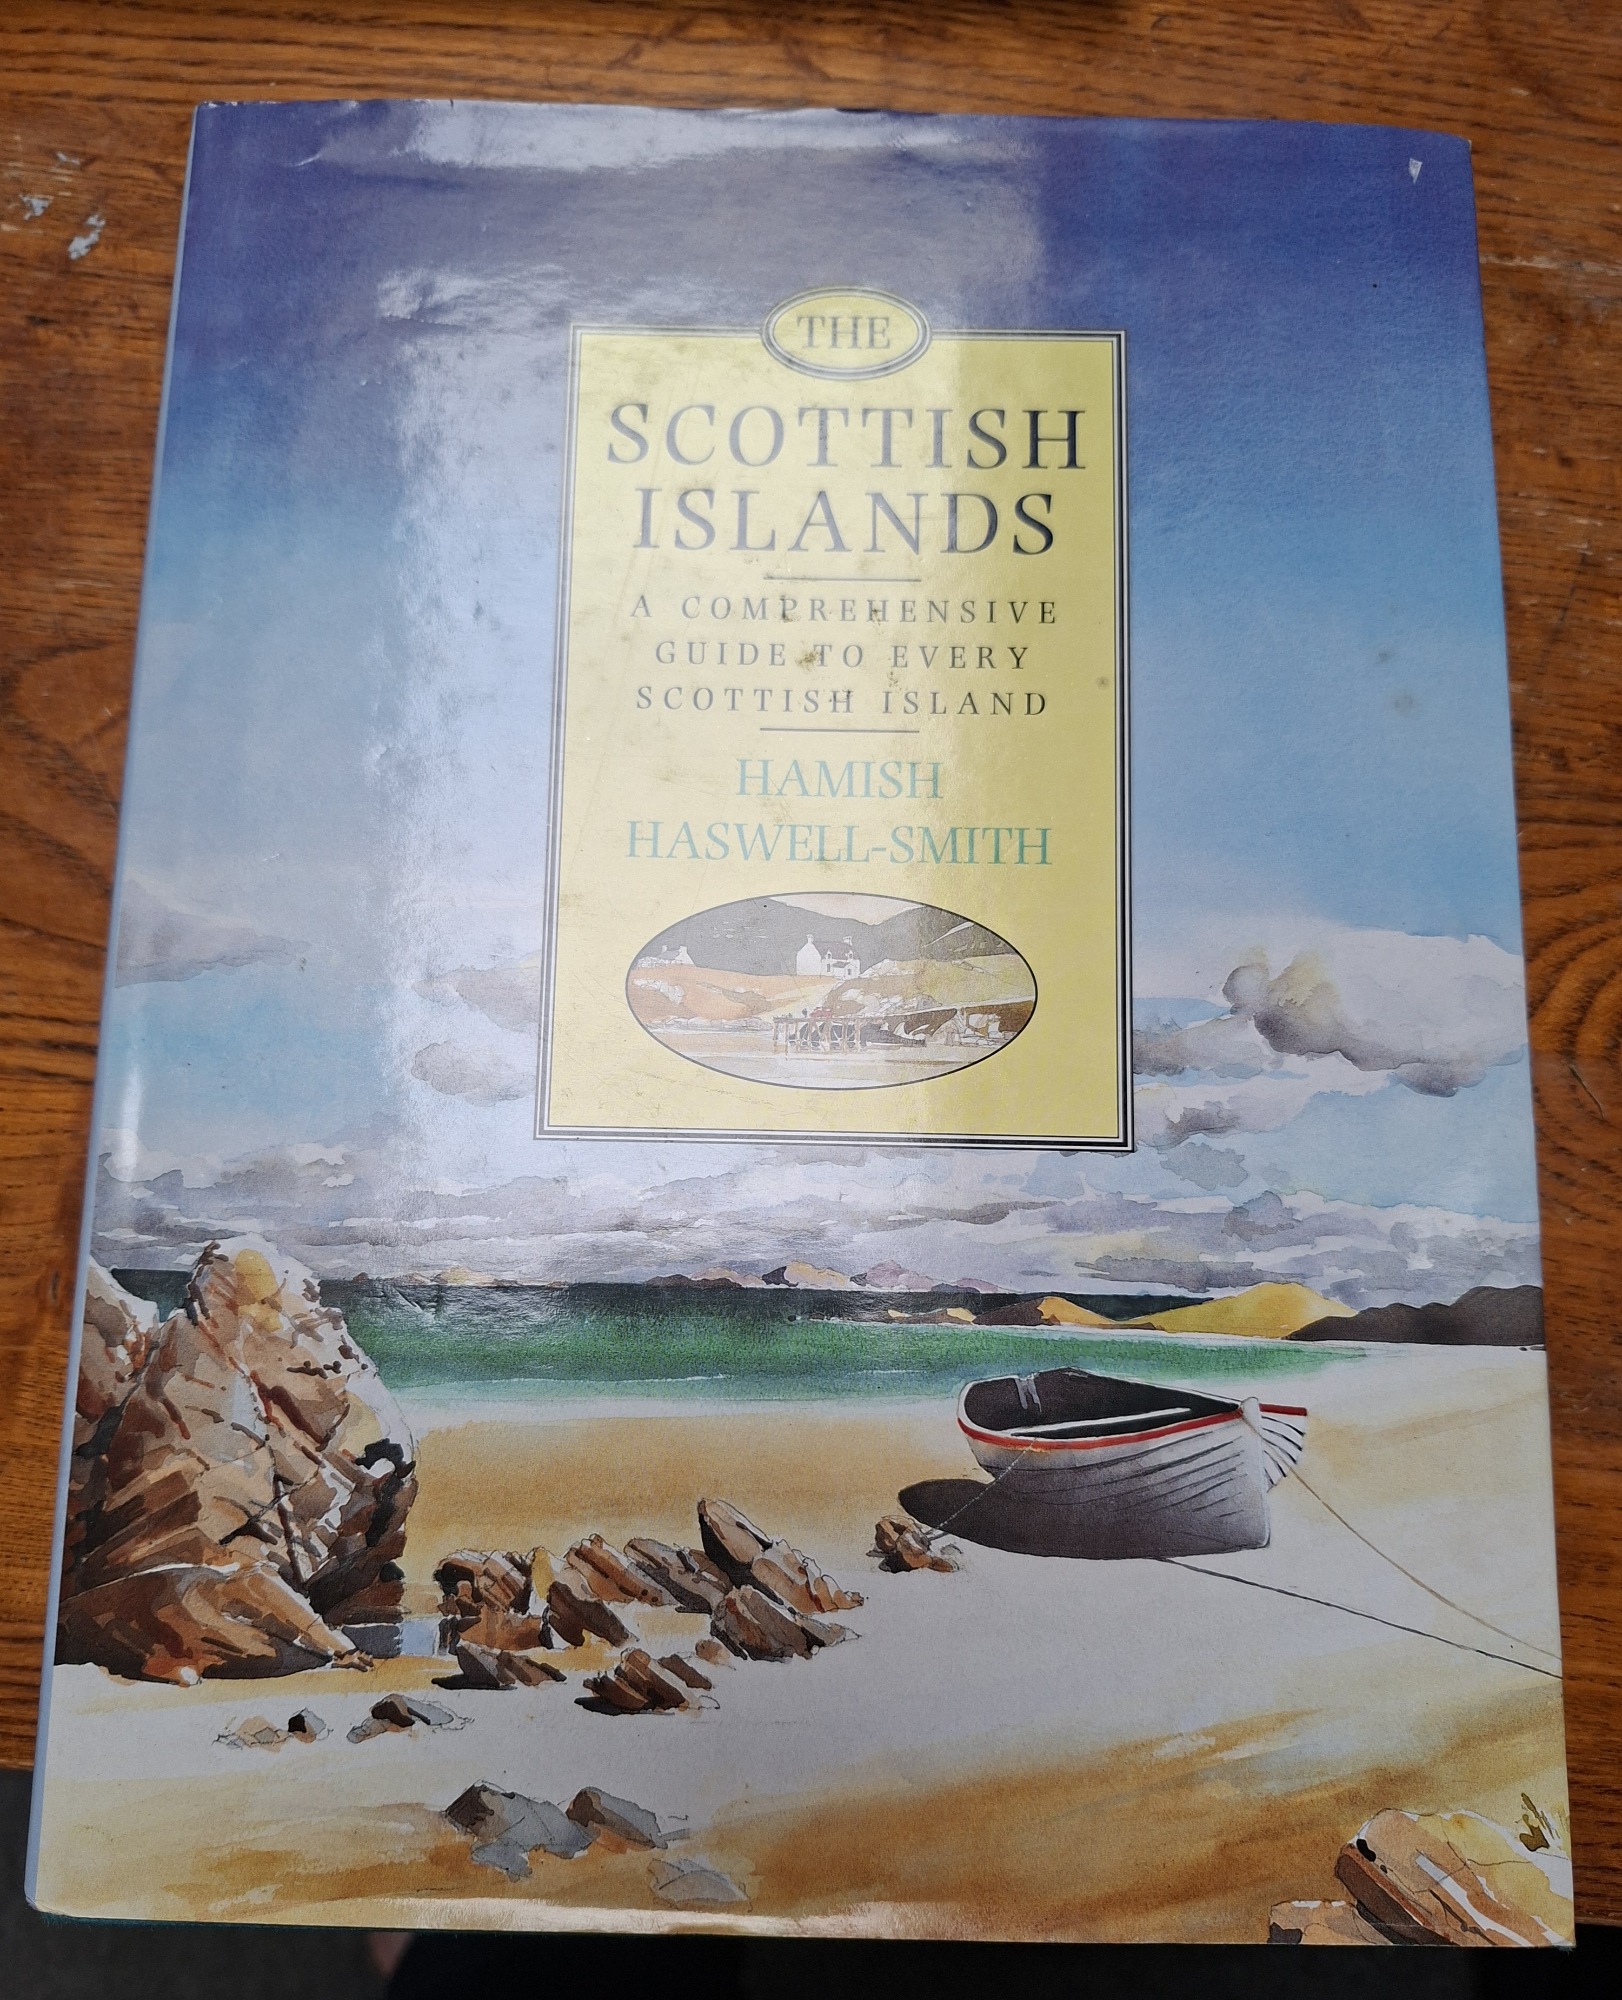 THE
SCOTTISH
ISLANDS
A COMPREHENSIVE
GUIDE TO EVERY
SCOTTISH ISLAND
HAMISH
HASWELL-SMITH